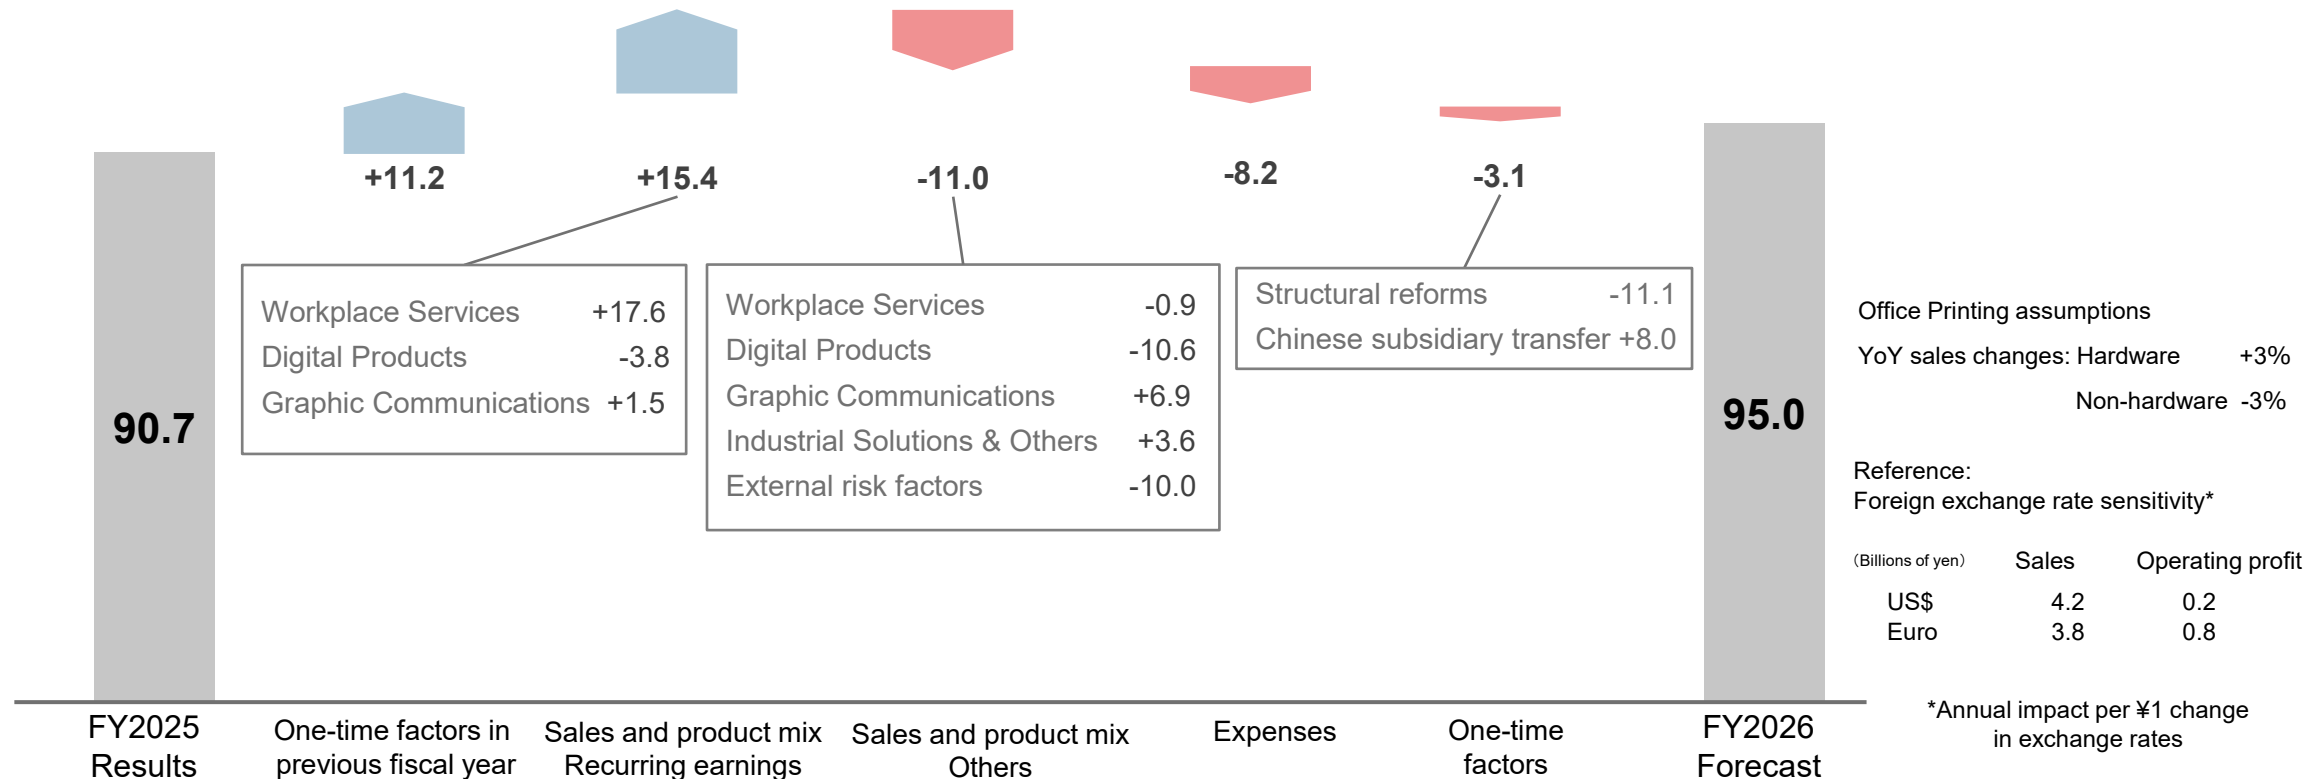 +11.2
+15.4
-11.0
-8.2
-3.1
Workplace Services +17.6
Digital Products -3.8
Graphic Communications +1.5
Workplace Services -0.9
Digital Products -10.6
Graphic Communications +6.9
Industrial Solutions & Others +3.6
External risk factors -10.0
Structural reforms -11.1
Chinese subsidiary transfer +8.0
90.7
95.0
Office Printing assumptions
YoY sales changes: Hardware +3%
Non-hardware -3%
Reference:
Foreign exchange rate sensitivity*
(Billions of yen) Sales Operating profit
US$ 4.2 0.2
Euro 3.8 0.8
*Annual impact per ¥1 change
in exchange rates
FY2025
Results
One-time factors in
previous fiscal year
Sales and product mix
Recurring earnings
Sales and product mix
Others
Expenses
One-time
factors
FY2026
Forecast